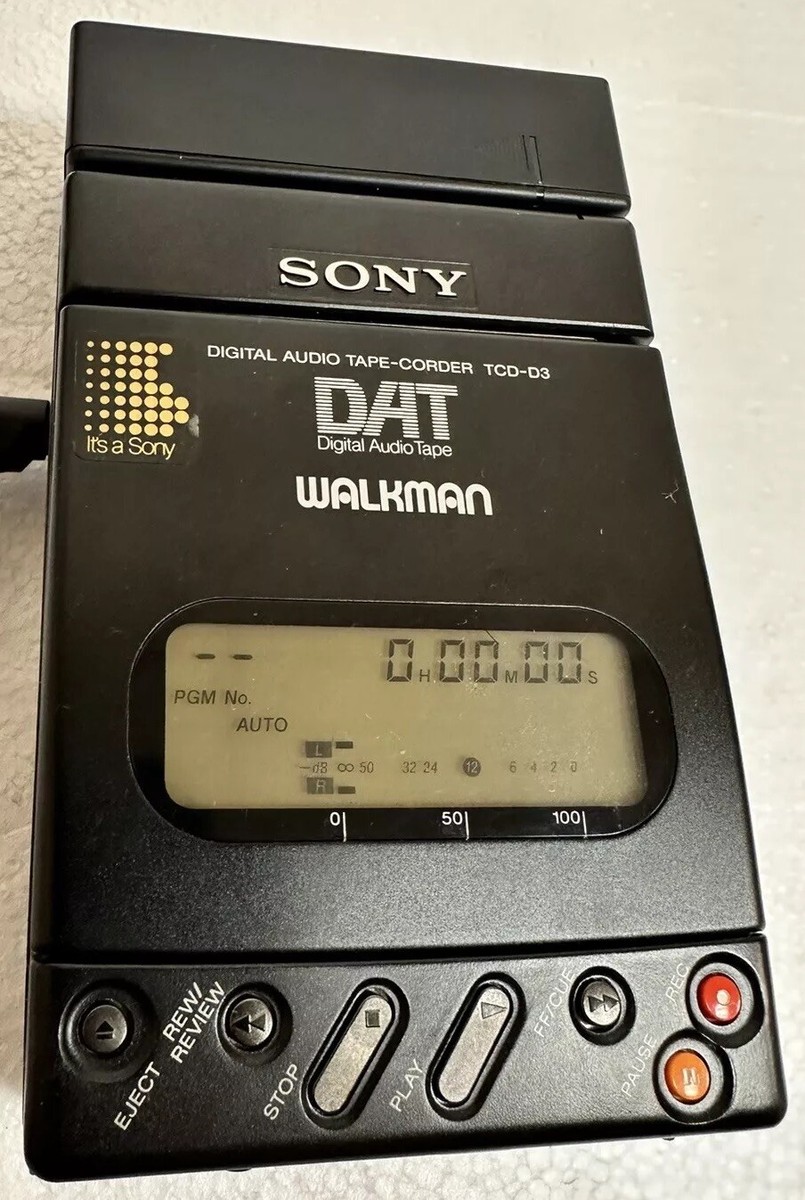 SONY
DIGITAL AUDIO TAPE-CORDER TCD-D3
DAT
Digital Audio Tape
It's a Sony
WALKMAN
-- 0H00M00S
PGM No.
AUTO
L
-dB ∞ 50 32 24 12 6 4 2 0
R
0 50 100
EJECT
REW/
REVIEW
STOP
PLAY
FF/CUE
REC
PAUSE